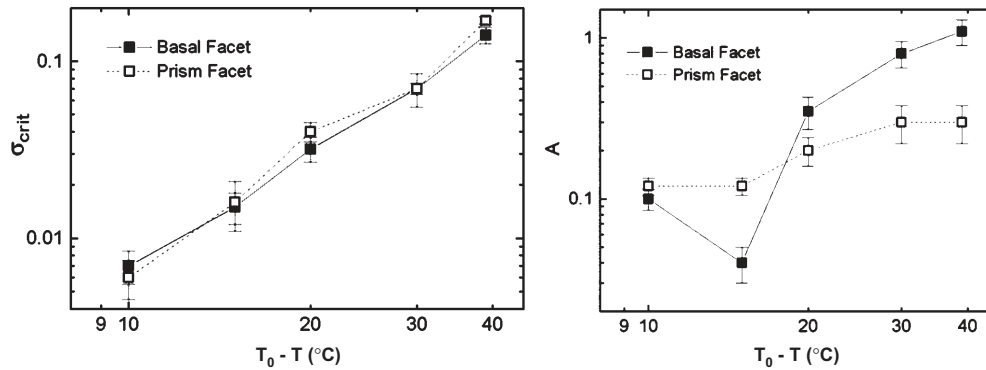 Basal Facet
Prism Facet
0.1
0.01
σcrit
9 10 20 30 40
T0 - T (°C)
Basal Facet
Prism Facet
1
0.1
A
9 10 20 30 40
T0 - T (°C)